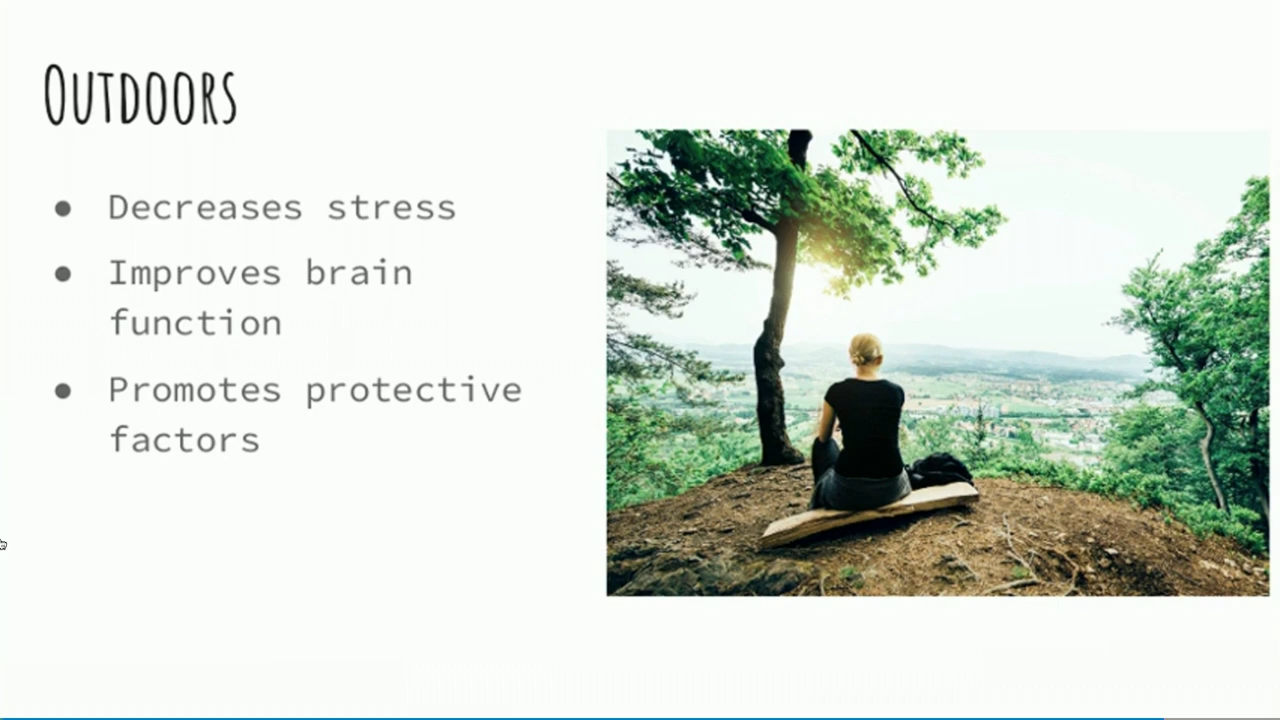 OUTDOORS
● Decreases stress
● Improves brain
function
● Promotes protective
factors